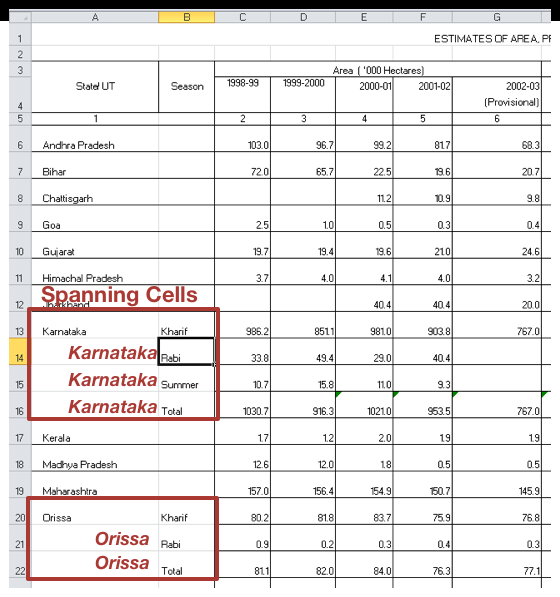 A B C D E F G
1 ESTIMATES OF AREA, PR
2
3 Area ( '000 Hectares)
State/ UT Season 1998-99 1999-2000 2000-01 2001-02 2002-03
4 (Provisional)
5 1 2 3 4 5 6
6 Andhra Pradesh 103.0 96.7 99.2 81.7 68.3
7 Bihar 72.0 65.7 22.5 19.6 20.7
8 Chattisgarh 11.2 10.9 9.8
9 Goa 2.5 1.0 0.5 0.3 0.4
10 Gujarat 19.7 19.4 19.6 21.0 24.6
11 Himachal Pradesh 3.7 4.0 4.1 4.0 3.2
Spanning Cells
12 Jharkhand 40.4 40.4 20.0
13 Karnataka Kharif 986.2 851.1 981.0 903.8 767.0
14 Karnataka Rabi 33.8 49.4 29.0 40.4
15 Karnataka Summer 10.7 15.8 11.0 9.3
16 Karnataka Total 1030.7 916.3 1021.0 953.5 767.0
17 Kerala 1.7 1.2 2.0 1.9 1.9
18 Madhya Pradesh 12.6 12.0 1.8 0.5 0.5
19 Maharashtra 157.0 156.4 154.9 150.7 145.9
20 Orissa Kharif 80.2 81.8 83.7 75.9 76.8
21 Orissa Rabi 0.9 0.2 0.3 0.4 0.3
22 Orissa Total 81.1 82.0 84.0 76.3 77.1